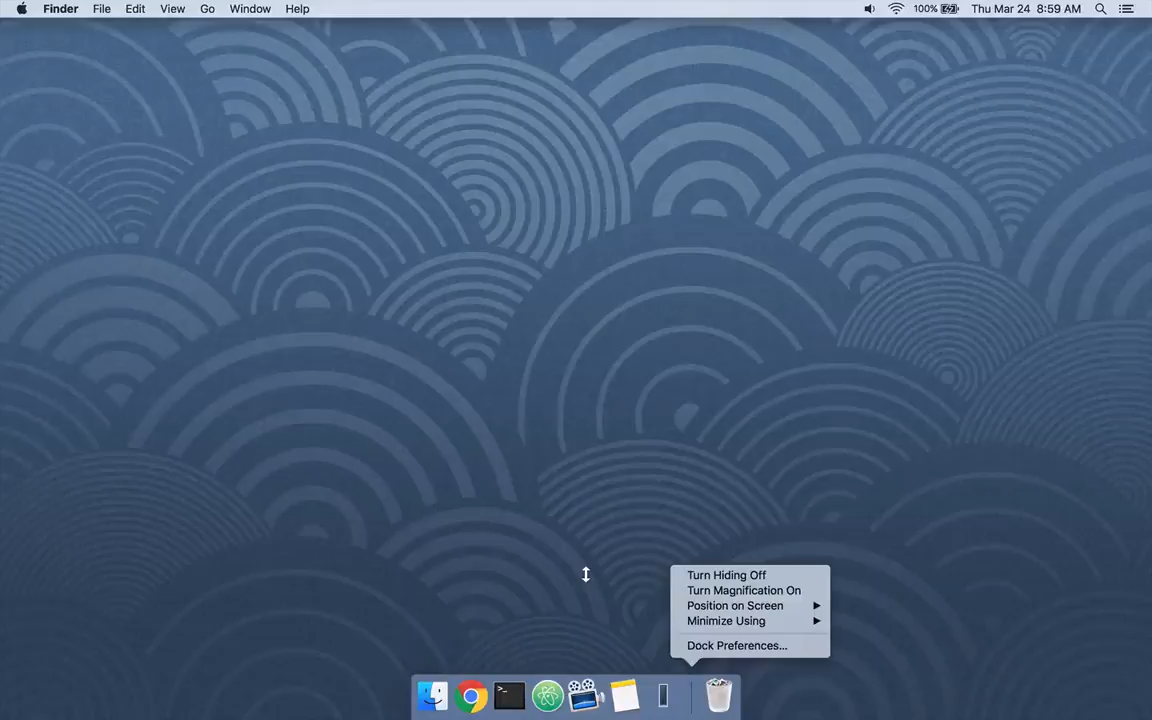 Finder File Edit View Go Window Help 100% Thu Mar 24 8:59 AM
Turn Hiding Off
Turn Magnification On
Position on Screen
Minimize Using
Dock Preferences...
>_